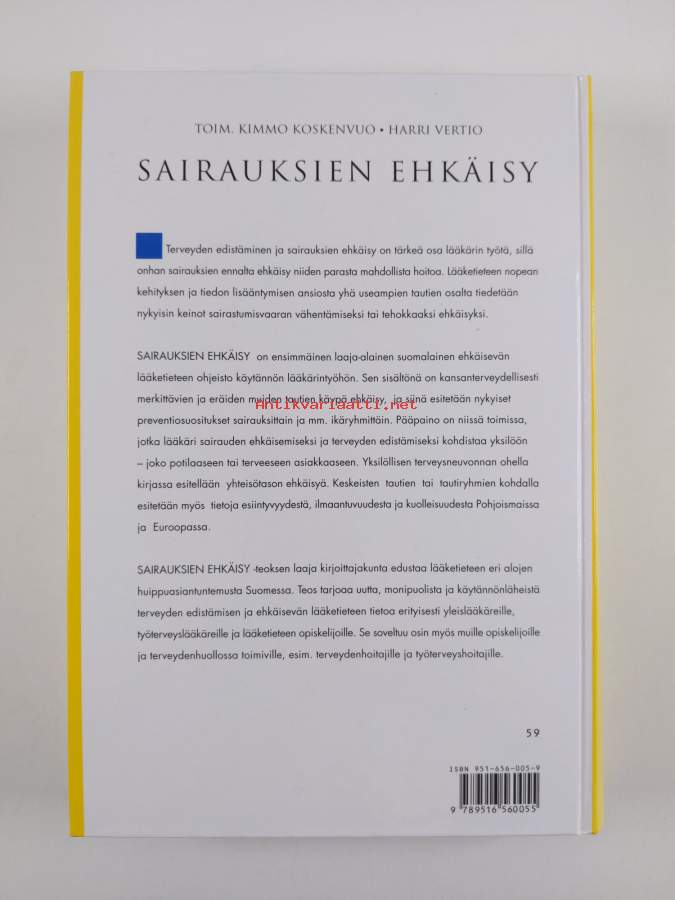 TOIM. KIMMO KOSKENVUO • HARRI VERTIO
SAIRAUKSIEN EHKÄISY
Terveyden edistäminen ja sairauksien ehkäisy on tärkeä osa lääkärin työtä, sillä
onhan sairauksien ennalta ehkäisy niiden parasta mahdollista hoitoa. Lääketieteen nopean
kehityksen ja tiedon lisääntymisen ansiosta yhä useampien tautien osalta tiedetään
nykyisin keinot sairastumisvaaran vähentämiseksi tai tehokkaaksi ehkäisyksi.
SAIRAUKSIEN EHKÄISY on ensimmäinen laaja-alainen suomalainen ehkäisevän
lääketieteen ohjeisto käytännön lääkärintyöhön. Sen sisältönä on kansanterveydellisesti
merkittävien ja eräiden muiden tautien käypä ehkäisy, ja siinä esitetään nykyiset
Antikvariaatti.net
preventiosuositukset sairauksittain ja mm. ikäryhmittäin. Pääpaino on niissä toimissa,
jotka lääkäri sairauden ehkäisemiseksi ja terveyden edistämiseksi kohdistaa yksilöön
– joko potilaaseen tai terveeseen asiakkaaseen. Yksilöllisen terveysneuvonnan ohella
kirjassa esitellään yhteisötason ehkäisyä. Keskeisten tautien tai tautiryhmien kohdalla
esitetään myös tietoja esiintyvyydestä, ilmaantuvuudesta ja kuolleisuudesta Pohjoismaissa
ja Euroopassa.
SAIRAUKSIEN EHKÄISY -teoksen laaja kirjoittajakunta edustaa lääketieteen eri alojen
huippuasiantuntemusta Suomessa. Teos tarjoaa uutta, monipuolista ja käytännönläheistä
terveyden edistämisen ja ehkäisevän lääketieteen tietoa erityisesti yleislääkäreille,
työterveyslääkäreille ja lääketieteen opiskelijoille. Se soveltuu osin myös muille opiskelijoille
ja terveydenhuollossa toimiville, esim. terveydenhoitajille ja työterveyshoitajille.
59
ISBN 951-656-005-9
9 789516 560055